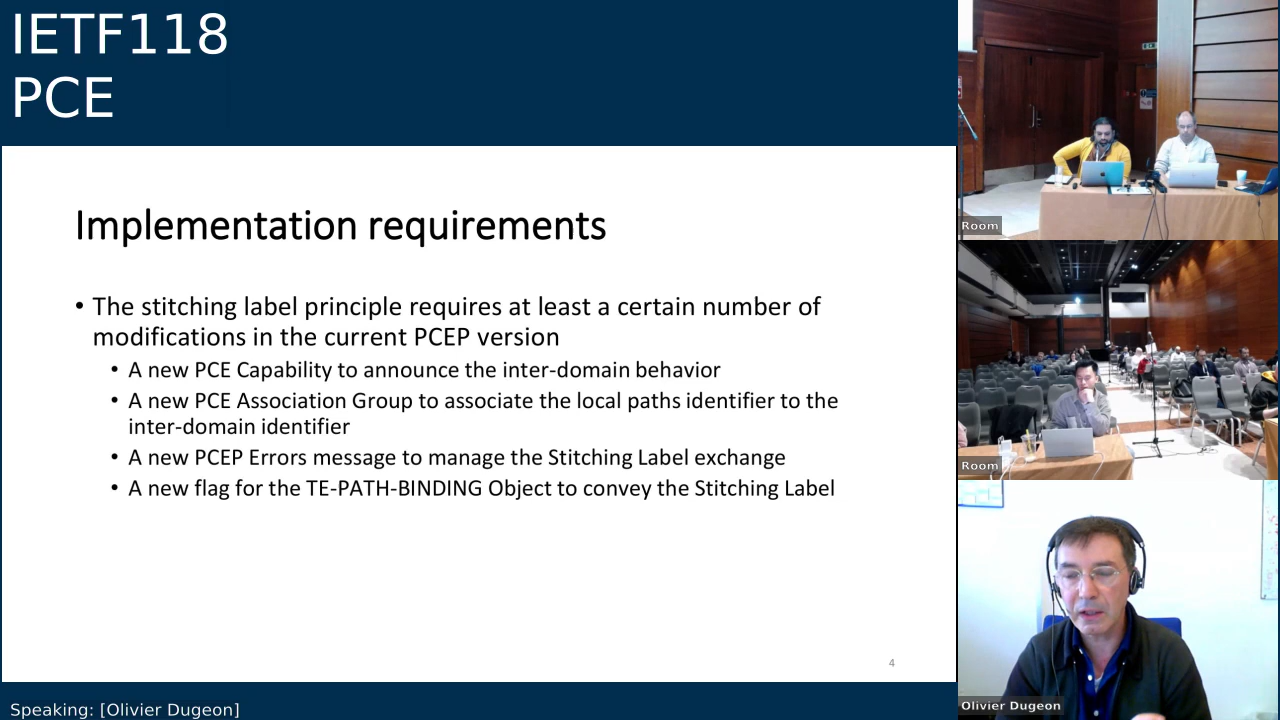 IETF118
PCE
Implementation requirements
• The stitching label principle requires at least a certain number of
modifications in the current PCEP version
• A new PCE Capability to announce the inter-domain behavior
• A new PCE Association Group to associate the local paths identifier to the
inter-domain identifier
• A new PCEP Errors message to manage the Stitching Label exchange
• A new flag for the TE-PATH-BINDING Object to convey the Stitching Label
4
Speaking: [Olivier Dugeon]
Room
Room
Olivier Dugeon